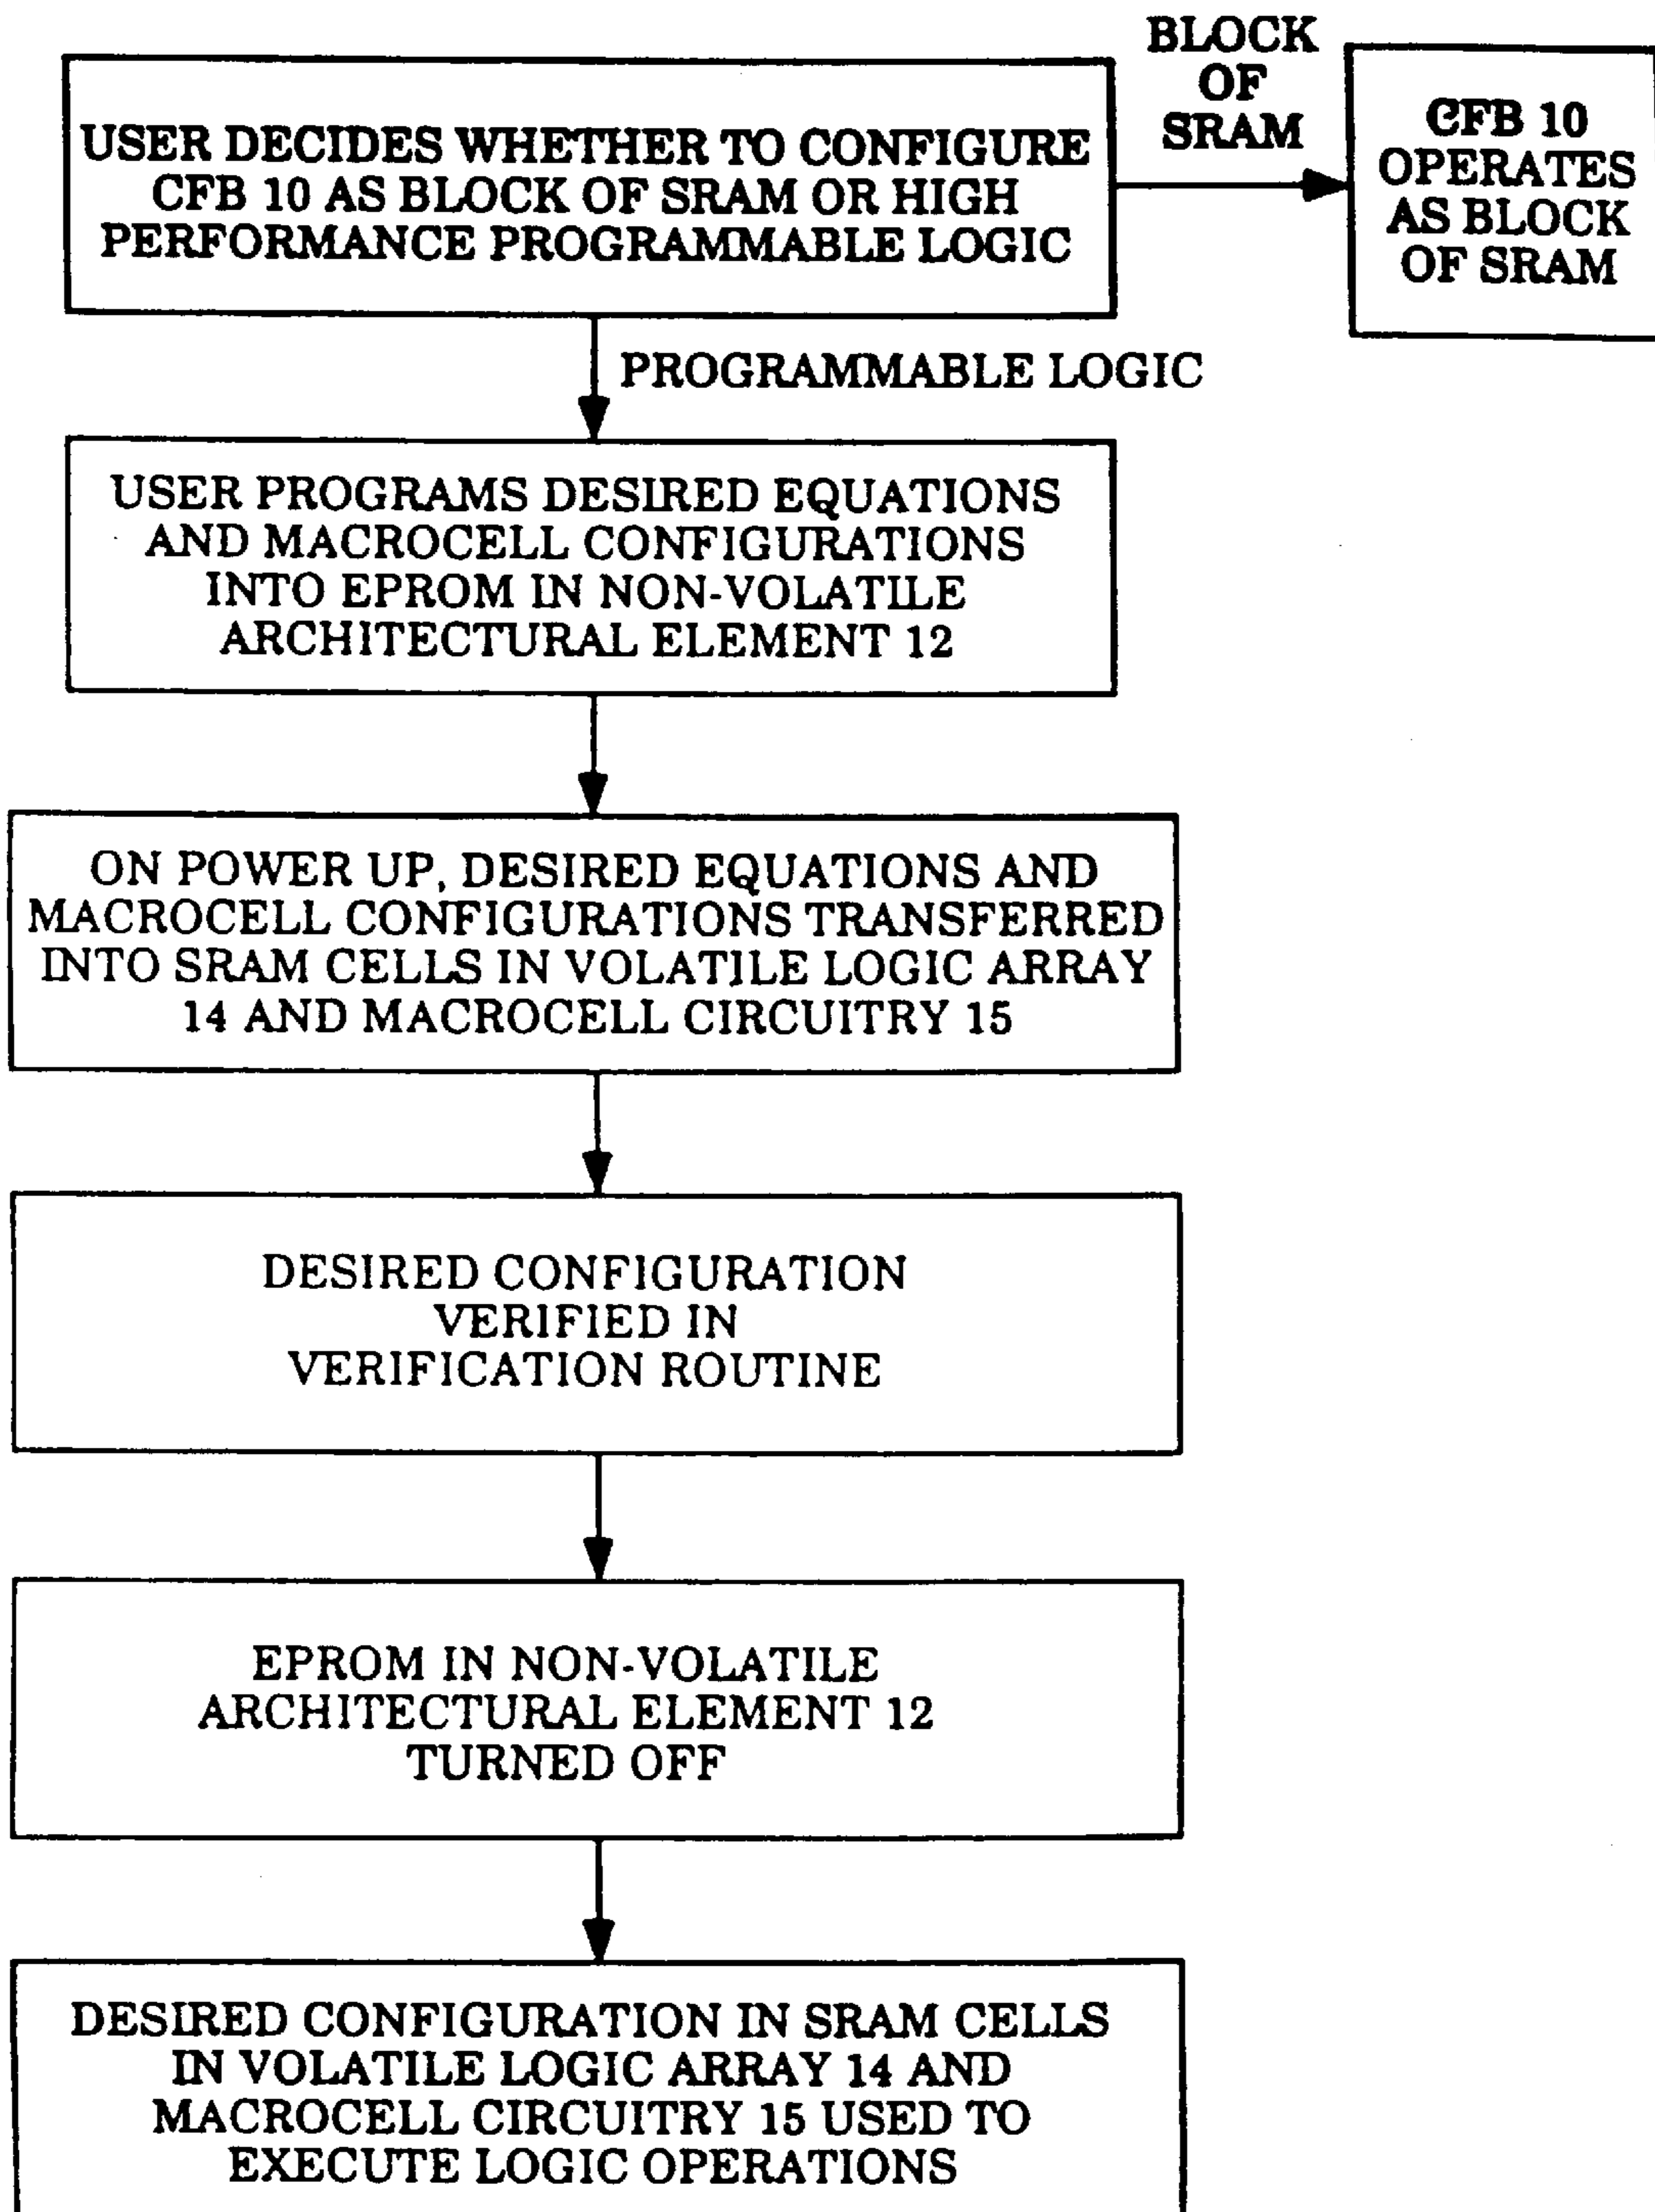 USER DECIDES WHETHER TO CONFIGURE
CFB 10 AS BLOCK OF SRAM OR HIGH
PERFORMANCE PROGRAMMABLE LOGIC
BLOCK
OF
SRAM
CFB 10
OPERATES
AS BLOCK
OF SRAM
PROGRAMMABLE LOGIC
USER PROGRAMS DESIRED EQUATIONS
AND MACROCELL CONFIGURATIONS
INTO EPROM IN NON-VOLATILE
ARCHITECTURAL ELEMENT 12
ON POWER UP, DESIRED EQUATIONS AND
MACROCELL CONFIGURATIONS TRANSFERRED
INTO SRAM CELLS IN VOLATILE LOGIC ARRAY
14 AND MACROCELL CIRCUITRY 15
DESIRED CONFIGURATION
VERIFIED IN
VERIFICATION ROUTINE
EPROM IN NON-VOLATILE
ARCHITECTURAL ELEMENT 12
TURNED OFF
DESIRED CONFIGURATION IN SRAM CELLS
IN VOLATILE LOGIC ARRAY 14 AND
MACROCELL CIRCUITRY 15 USED TO
EXECUTE LOGIC OPERATIONS